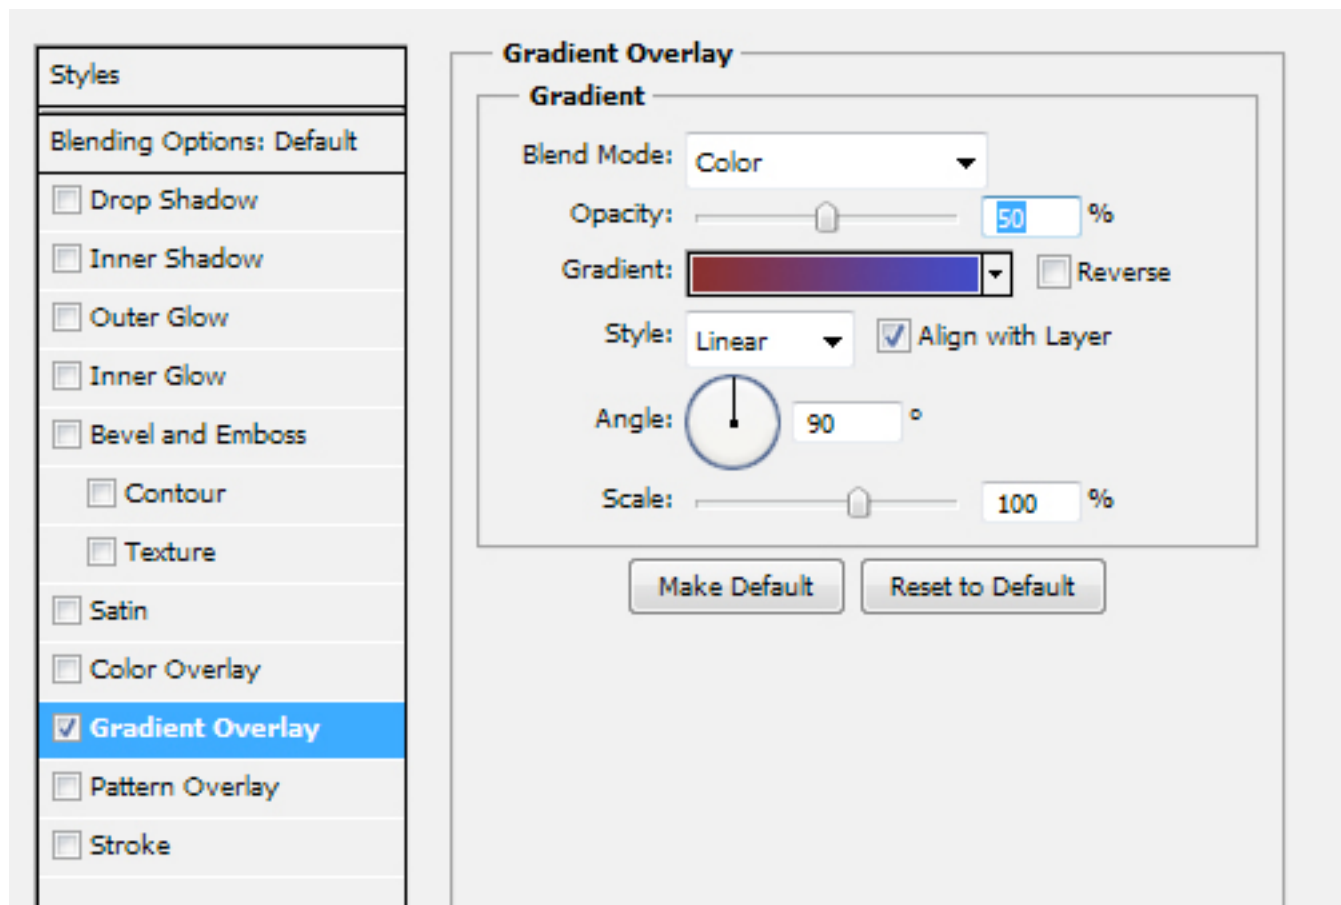 Styles
Blending Options: Default
Drop Shadow
Inner Shadow
Outer Glow
Inner Glow
Bevel and Emboss
Contour
Texture
Satin
Color Overlay
Gradient Overlay
Pattern Overlay
Stroke
Gradient Overlay
Gradient
Blend Mode: Color
Opacity: 50 %
Gradient: Reverse
Style: Linear Align with Layer
Angle: 90 °
Scale: 100 %
Make Default Reset to Default